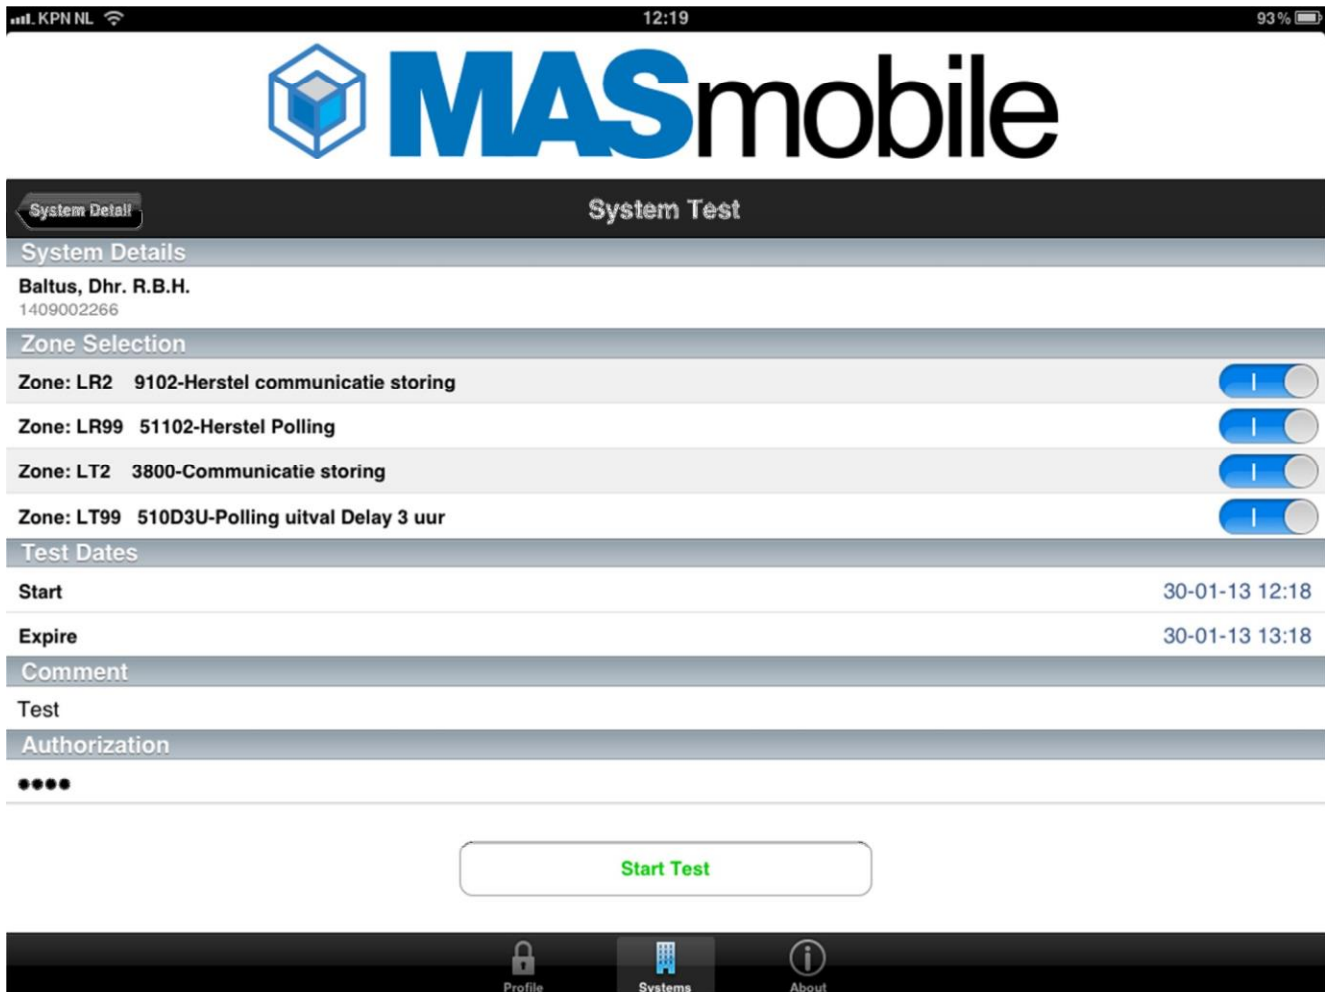 KPN NL 12:19 93%
MASmobile
System Detail System Test
System Details
Baltus, Dhr. R.B.H.
1409002266
Zone Selection
Zone: LR2 9102-Herstel communicatie storing
Zone: LR99 51102-Herstel Polling
Zone: LT2 3800-Communicatie storing
Zone: LT99 510D3U-Polling uitval Delay 3 uur
Test Dates
Start 30-01-13 12:18
Expire 30-01-13 13:18
Comment
Test
Authorization
••••
Start Test
Profile Systems About